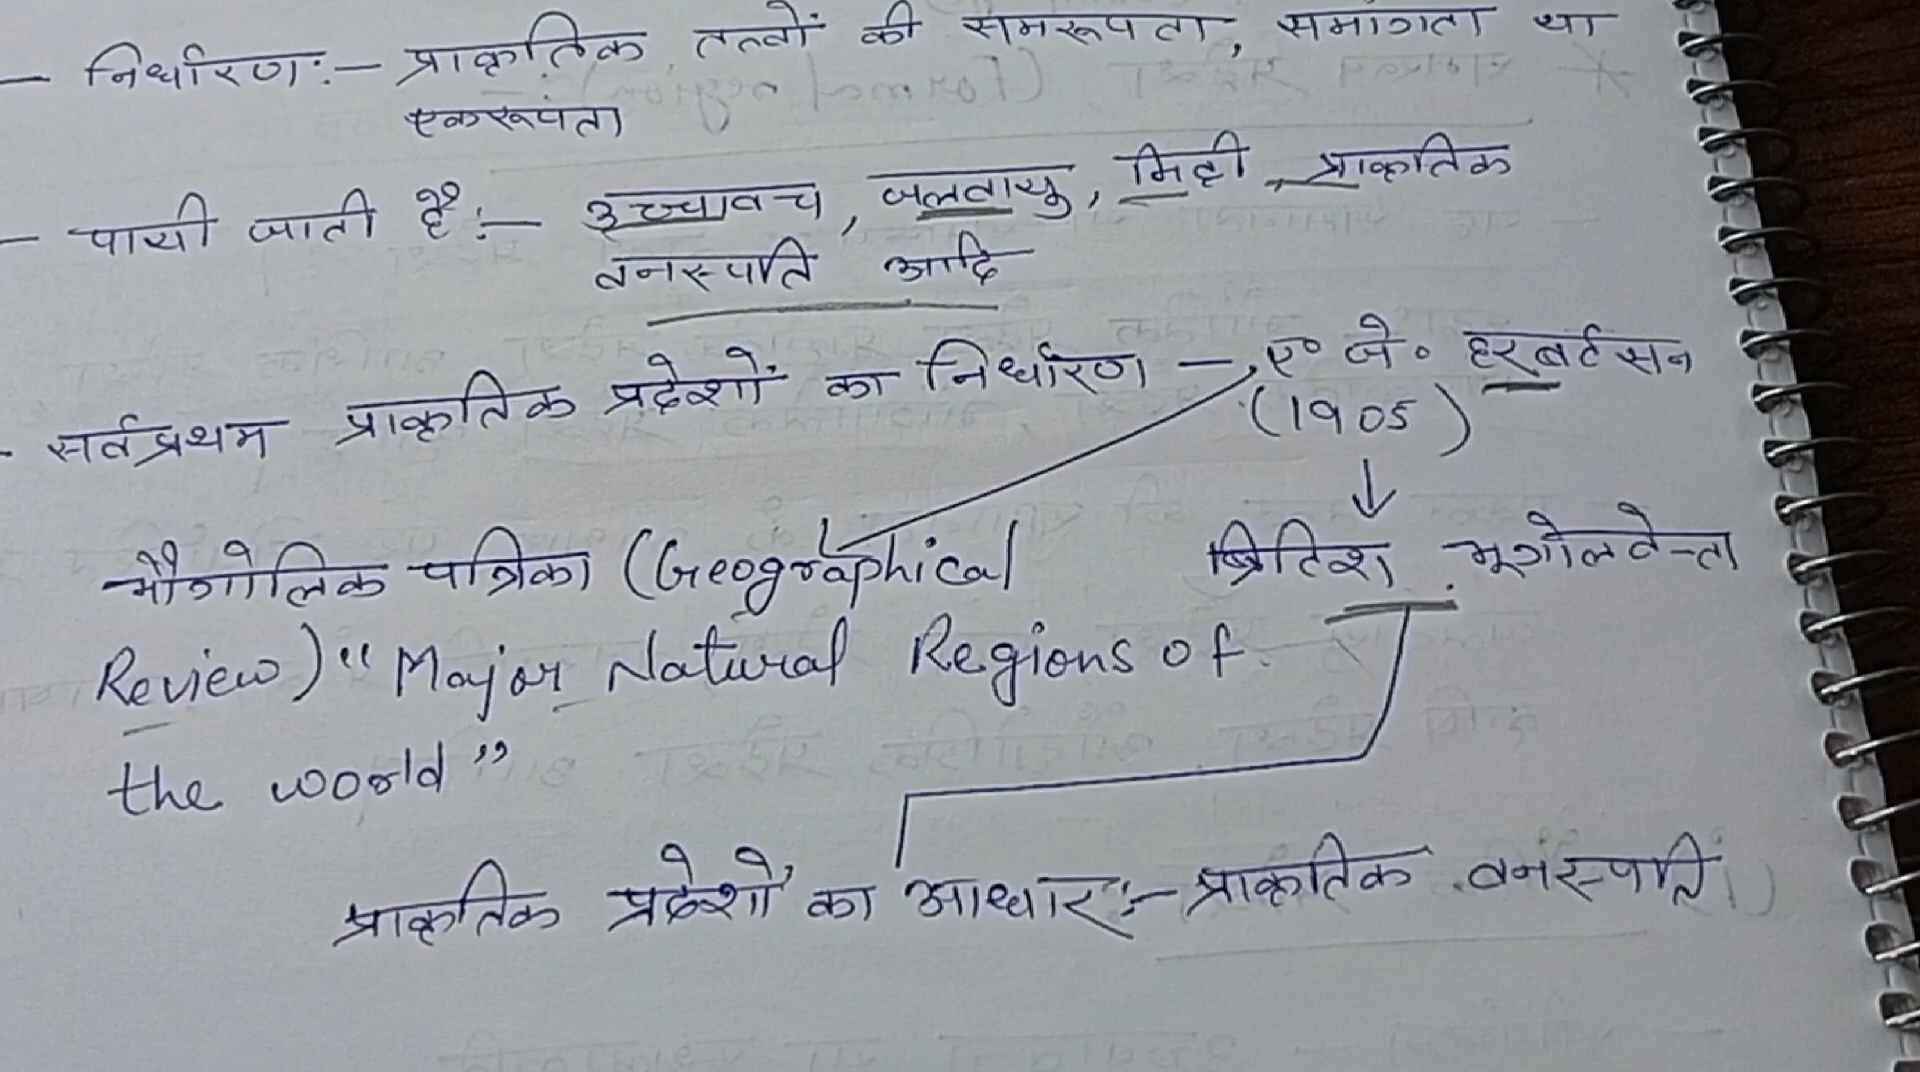 — निर्धारण:— प्राकृतिक तत्वों की समरूपता, समांगता या
एकरूपता
— पायी जाती है:— उच्चावच, जलवायु, मिट्टी प्राकृतिक
वनस्पति आदि
- सर्वप्रथम प्राकृतिक प्रदेशों का निर्धारण — ए० जे० हरबर्टसन
(1905)
भौगोलिक पत्रिका (Geographical ब्रिटिश भूगोलवेत्ता
Review) "Major Natural Regions of
the world"
प्राकृतिक प्रदेशों का आधार:— प्राकृतिक वनस्पति